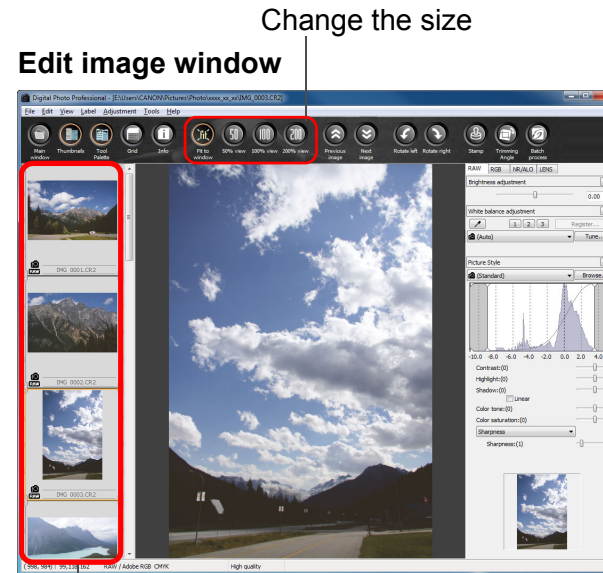 Change the size
Edit image window
Digital Photo Professional - [E:\Users\CANON\Pictures\Photo\xxxx_xx_xx\IMG_0003.CR2]
File Edit View Label Adjustment Tools Help
50 100 200
Main window Thumbnails Tool Palette Grid Info Fit to window 50% view 100% view 200% view Previous image Next image Rotate left Rotate right Stamp Trimming Angle Batch process
RAW RGB NR/ALO LENS
Brightness adjustment
0.00
White balance adjustment
1 2 3 Register...
(Auto) Tune...
Picture Style
(Standard) Browse...
-10.0 -8.0 -6.0 -4.0 -2.0 0.0 2.0 4.0
Contrast:(0)
Highlight:(0)
Shadow:(0)
Linear
Color tone:(0)
Color saturation:(0)
Sharpness
Sharpness:(1)
RAW IMG_0001.CR2
RAW IMG_0002.CR2
RAW IMG_0003.CR2
RAW / Adobe RGB CMYK High quality